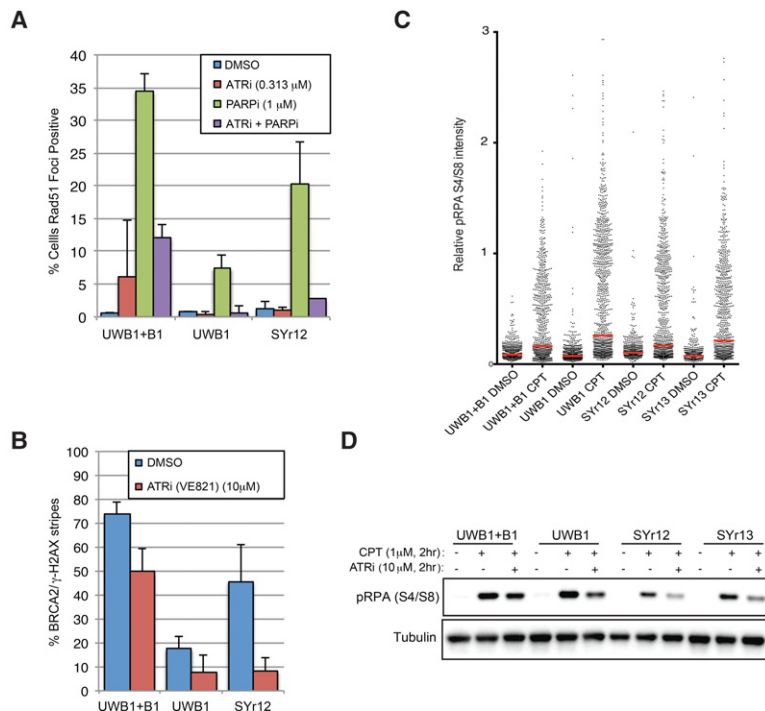 A
% Cellls Rad51 Foci Positive
40
35
30
25
20
15
10
5
0
DMSO
ATRi (0.313 μM)
PARPi (1 μM)
ATRi + PARPi
UWB1+B1 UWB1 SYr12
B
% BRCA2/γ-H2AX stripes
100
90
80
70
60
50
40
30
20
10
0
DMSO
ATRi (VE821) (10μM)
UWB1+B1 UWB1 SYr12
C
Relative pRPA S4/S8 intensity
3
2
1
0
UWB1+B1 DMSO
UWB1+B1 CPT
UWB1 DMSO
UWB1 CPT
SYr12 DMSO
SYr12 CPT
SYr13 DMSO
SYr13 CPT
D
UWB1+B1 UWB1 SYr12 SYr13
CPT (1μM, 2hr): - + + - + + - + + - + +
ATRi (10μM, 2hr): + + + +
pRPA (S4/S8)
Tubulin